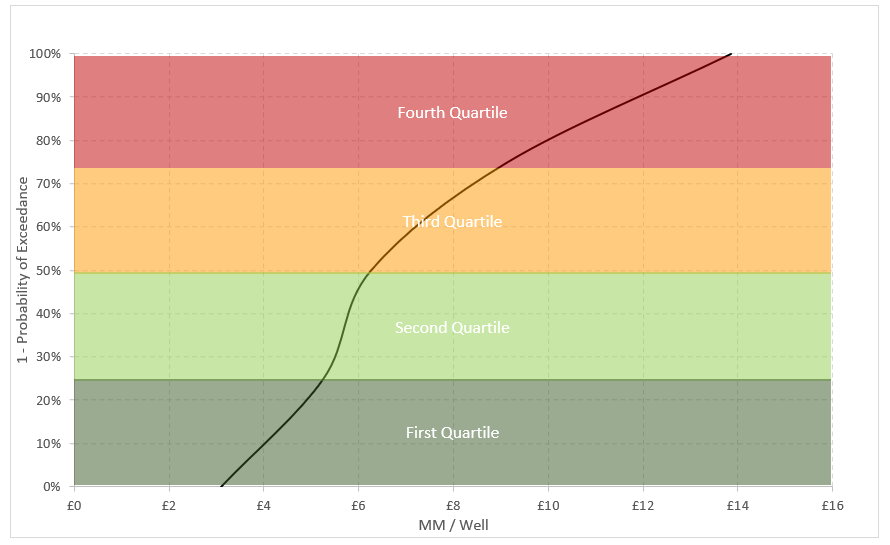 100%
90%
80%
70%
60%
50%
40%
30%
20%
10%
0%
1 - Probability of Exceedance
Fourth Quartile
Third Quartile
Second Quartile
First Quartile
£0 £2 £4 £6 £8 £10 £12 £14 £16
MM / Well